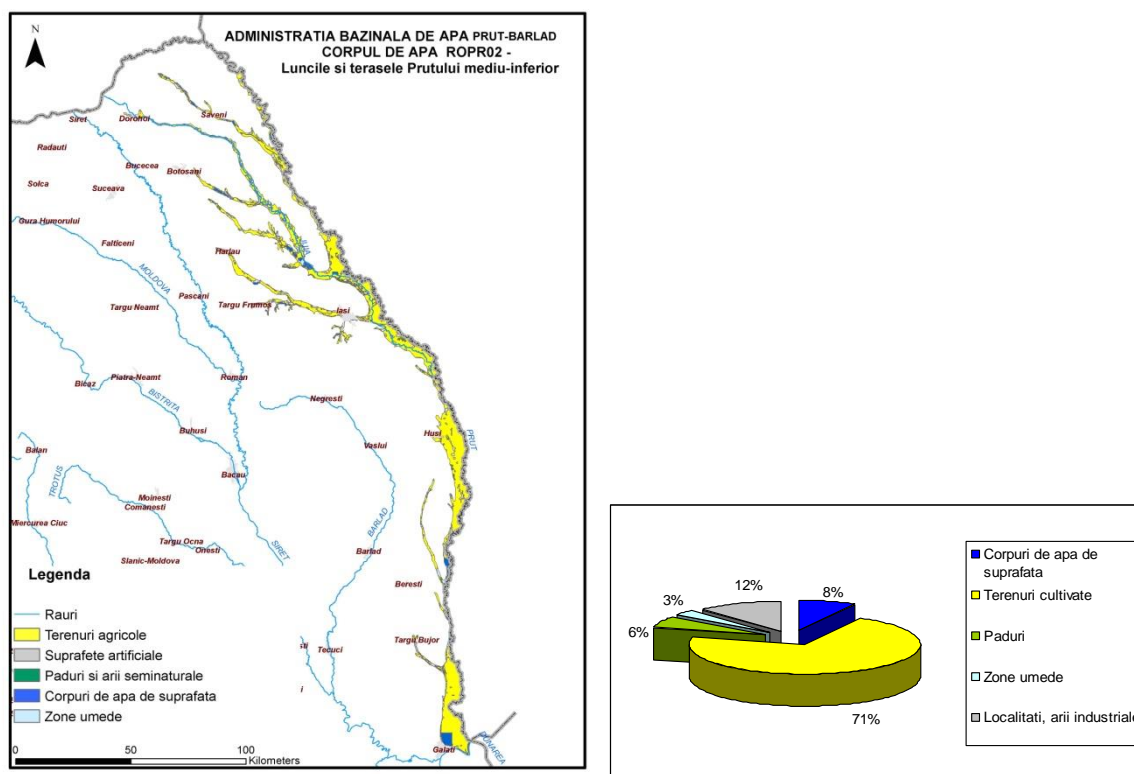 ADMINISTRATIA BAZINALA DE APA PRUT-BARLAD
CORPUL DE APA ROPR02 -
Luncile si terasele Prutului mediu-inferior
N
Siret
Dorohoi
Saveni
Radauti
Bucecea
Botosani
Solca
Suceava
Gura Humorului
Falticeni
Harlau
JIJIA
MOLDOVA
Targu Neamt
Pascani
Targu Frumos
Iasi
Bicaz
Piatra-Neamt
Roman
BISTRITA
Negresti
Buhusi
Husi
PRUT
Vaslui
Balan
Bacau
TROTUS
Moinesti
Comanesti
BARLAD
Miercurea Ciuc
Targu Ocna
Onesti
SIRET
Barlad
Slanic-Moldova
Beresti
Targu Bujor
Tecuci
Galati
DUNAREA
Legenda
Rauri
Terenuri agricole
Suprafete artificiale
Paduri si arii seminaturale
Corpuri de apa de suprafata
Zone umede
0 50 100
Kilometers
12%
8%
3%
6%
71%
Corpuri de apa de
suprafata
Terenuri cultivate
Paduri
Zone umede
Localitati, arii industriale